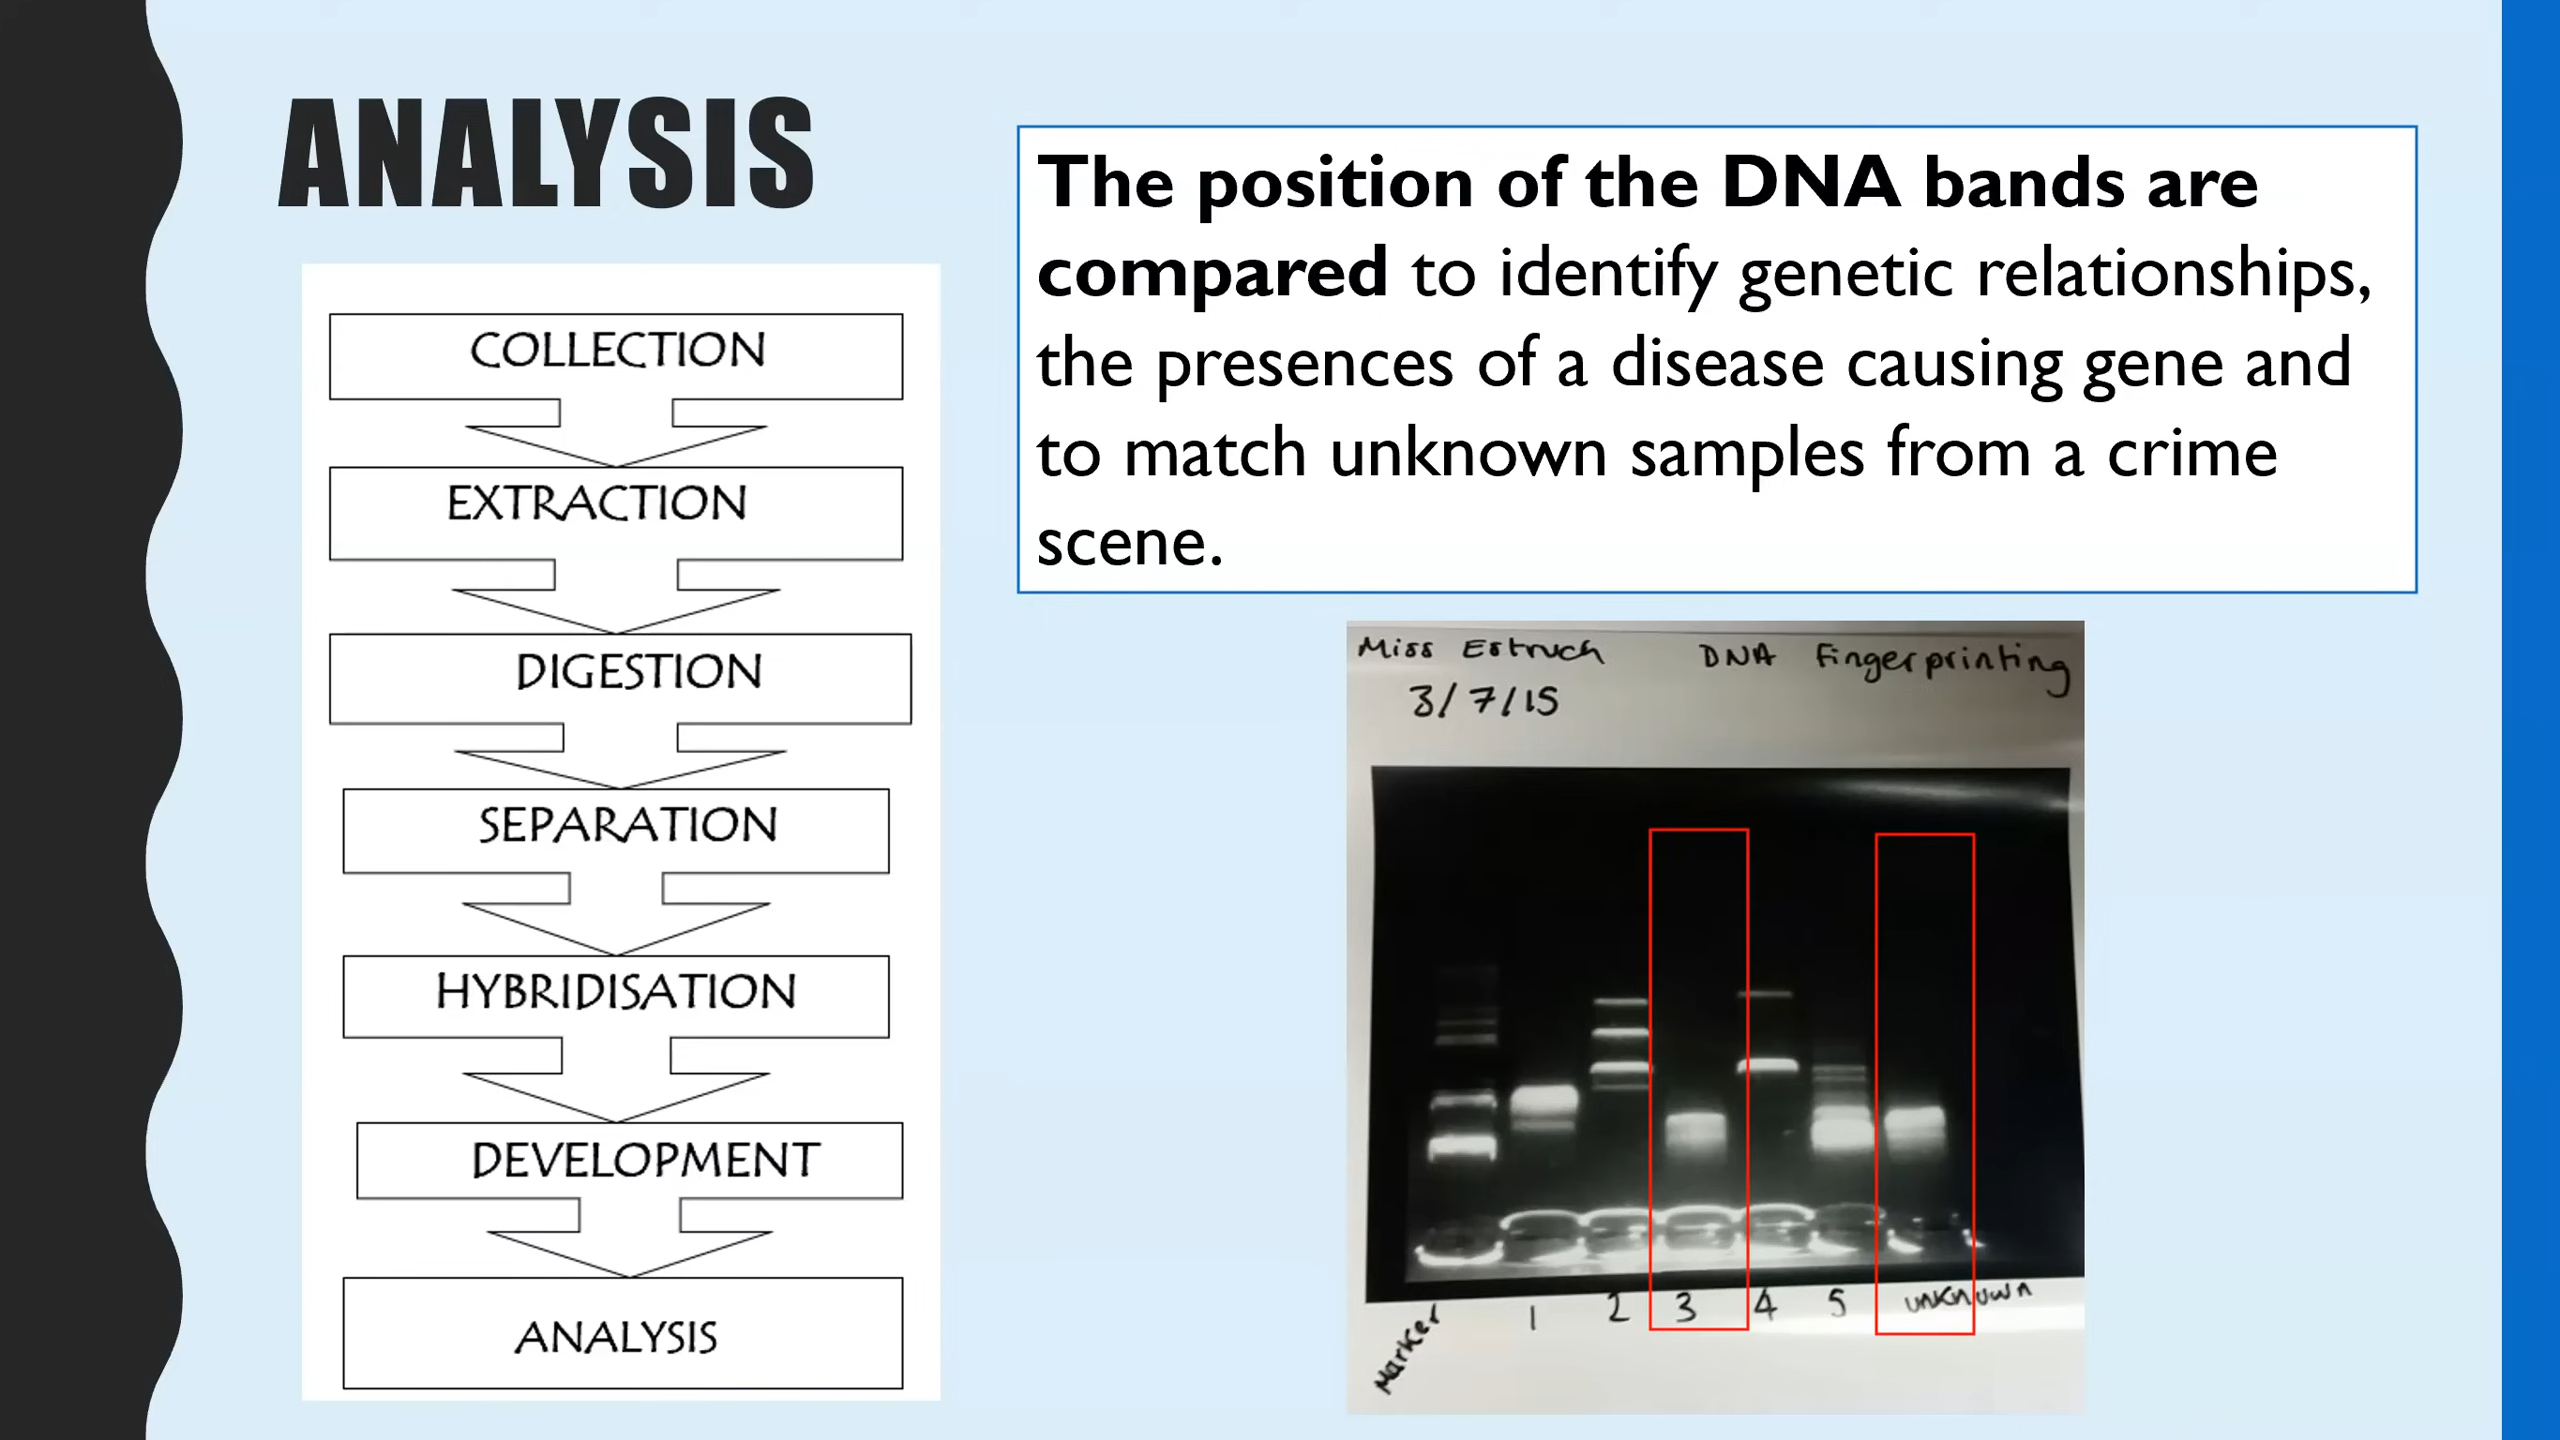 ANALYSIS
The position of the DNA bands are
compared to identify genetic relationships,
the presences of a disease causing gene and
to match unknown samples from a crime
scene.
COLLECTION
EXTRACTION
DIGESTION
SEPARATION
HYBRIDISATION
DEVELOPMENT
ANALYSIS
Miss Estruch DNA Fingerprinting
3/7/15
Marker 1 2 3 4 5 unknown